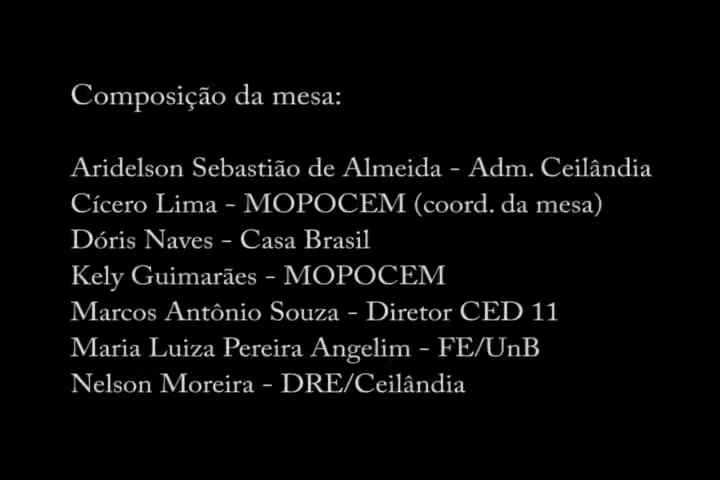 Composição da mesa:
Aridelson Sebastião de Almeida - Adm. Ceilândia
Cícero Lima - MOPOCEM (coord. da mesa)
Dóris Naves - Casa Brasil
Kely Guimarães - MOPOCEM
Marcos Antônio Souza - Diretor CED 11
Maria Luiza Pereira Angelim - FE/UnB
Nelson Moreira - DRE/Ceilândia